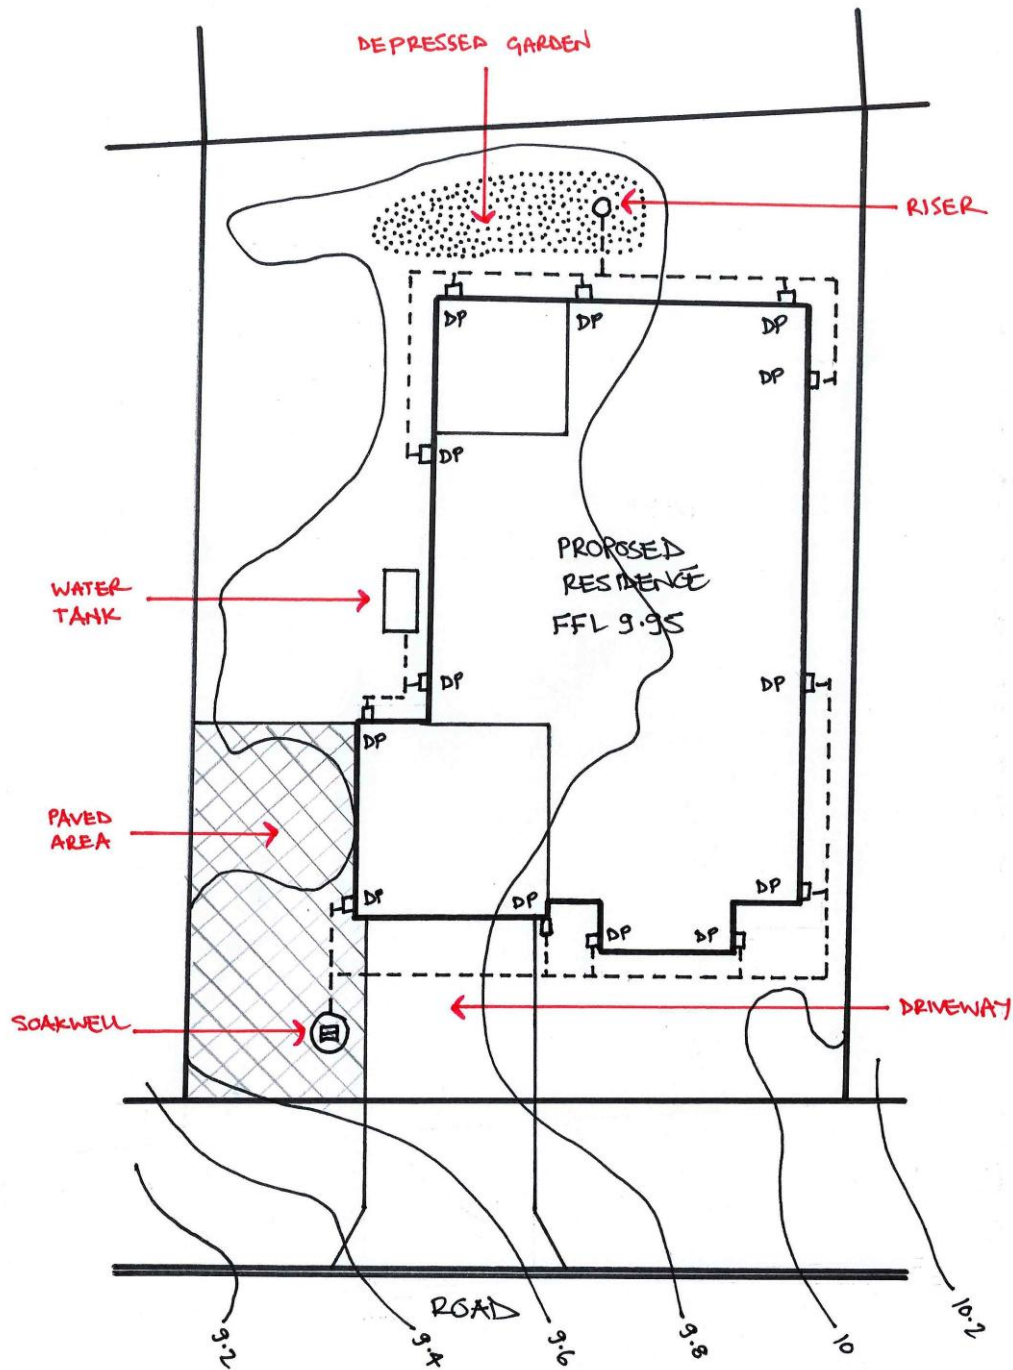 DEPRESSED GARDEN
RISER
DP
DP
DP
DP
DP
PROPOSED
RESIDENCE
FFL 9.95
WATER
TANK
DP
DP
DP
PAVED
AREA
DP
DP
DP
DP
DP
SOAKWELL
DRIVEWAY
ROAD
9.2
9.4
9.6
9.8
10
10.2